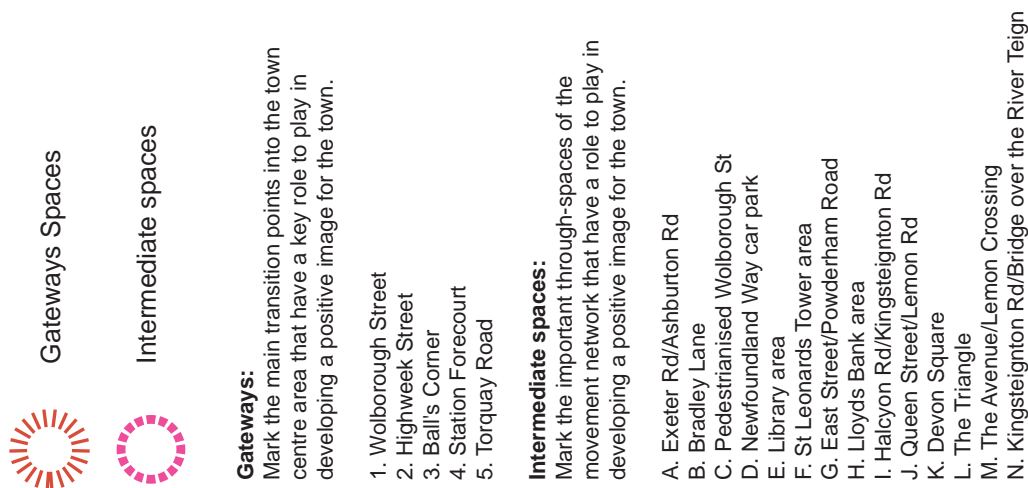 Gateways Spaces
Intermediate spaces
Gateways:
Mark the main transition points into the town
centre area that have a key role to play in
developing a positive image for the town.
1. Wolborough Street
2. Highweek Street
3. Ball's Corner
4. Station Forecourt
5. Torquay Road
Intermediate spaces:
Mark the important through-spaces of the
movement network that have a role to play in
developing a positive image for the town.
A. Exeter Rd/Ashburton Rd
B. Bradley Lane
C. Pedestrianised Wolborough St
D. Newfoundland Way car park
E. Library area
F. St Leonards Tower area
G. East Street/Powderham Road
H. Lloyds Bank area
I. Halcyon Rd/Kingsteignton Rd
J. Queen Street/Lemon Rd
K. Devon Square
L. The Triangle
M. The Avenue/Lemon Crossing
N. Kingsteignton Rd/Bridge over the River Teign